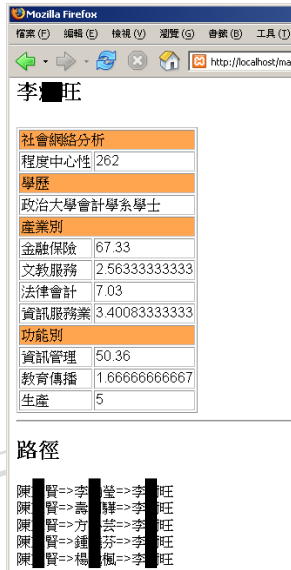 Mozilla Firefox
檔案(F) 編輯(E) 檢視(V) 瀏覽(G) 書籤(B) 工具(T)
http://localhost/ma
李 旺
社會網絡分析
程度中心性 262
學歷
政治大學會計學系學士
產業別
金融保險 67.33
文教服務 2.56333333333
法律會計 7.03
資訊服務業 3.40083333333
功能別
資訊管理 50.36
教育傳播 1.66666666667
生產 5
路徑
陳 賢=>李 瑩=>李 旺
陳 賢=>壽 驊=>李 旺
陳 賢=>方 芸=>李 旺
陳 賢=>鍾 芬=>李 旺
陳 賢=>楊 楓=>李 旺